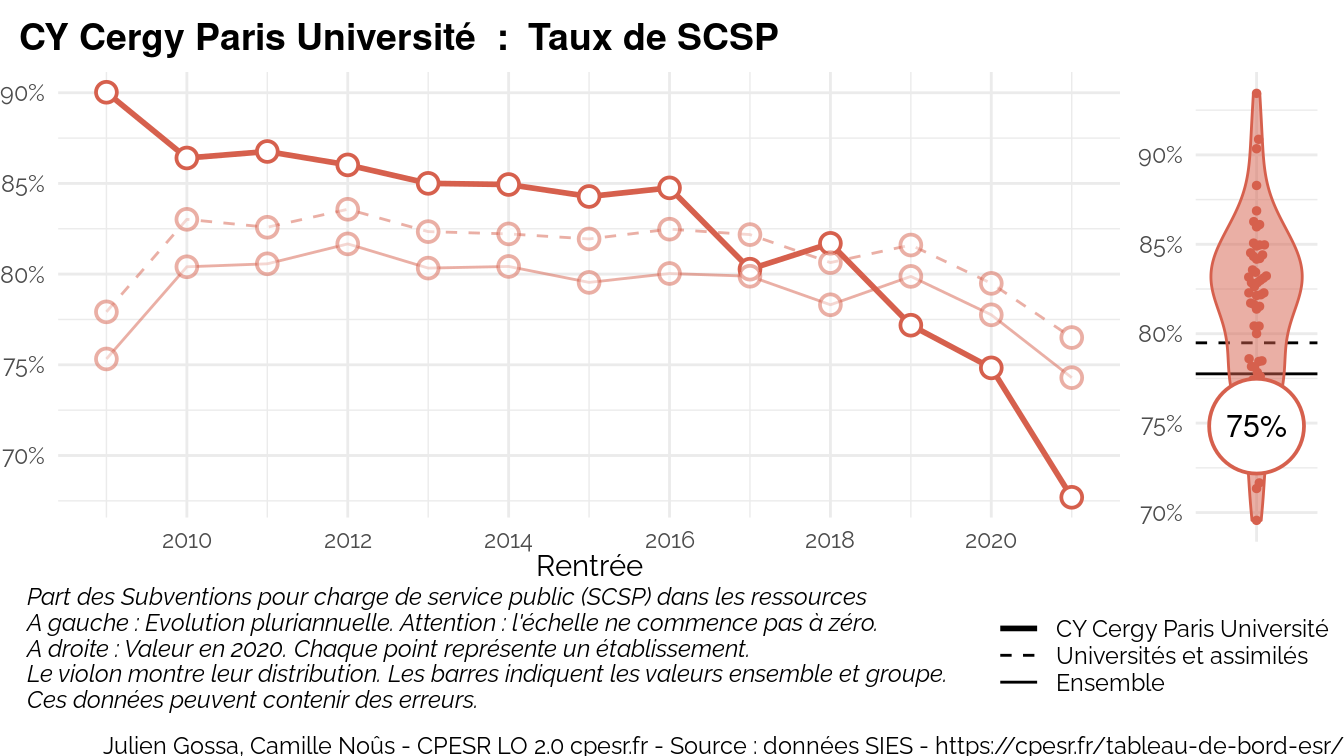 CY Cergy Paris Université : Taux de SCSP
90%
85%
80%
75%
70%
2010 2012 2014 2016 2018 2020
Rentrée
90%
85%
80%
75%
70%
75%
Part des Subventions pour charge de service public (SCSP) dans les ressources
A gauche : Evolution pluriannuelle. Attention : l'échelle ne commence pas à zéro.
A droite : Valeur en 2020. Chaque point représente un établissement.
Le violon montre leur distribution. Les barres indiquent les valeurs ensemble et groupe.
Ces données peuvent contenir des erreurs.
CY Cergy Paris Université
Universités et assimilés
Ensemble
Julien Gossa, Camille Noûs - CPESR LO 2.0 cpesr.fr - Source : données SIES - https://cpesr.fr/tableau-de-bord-esr/